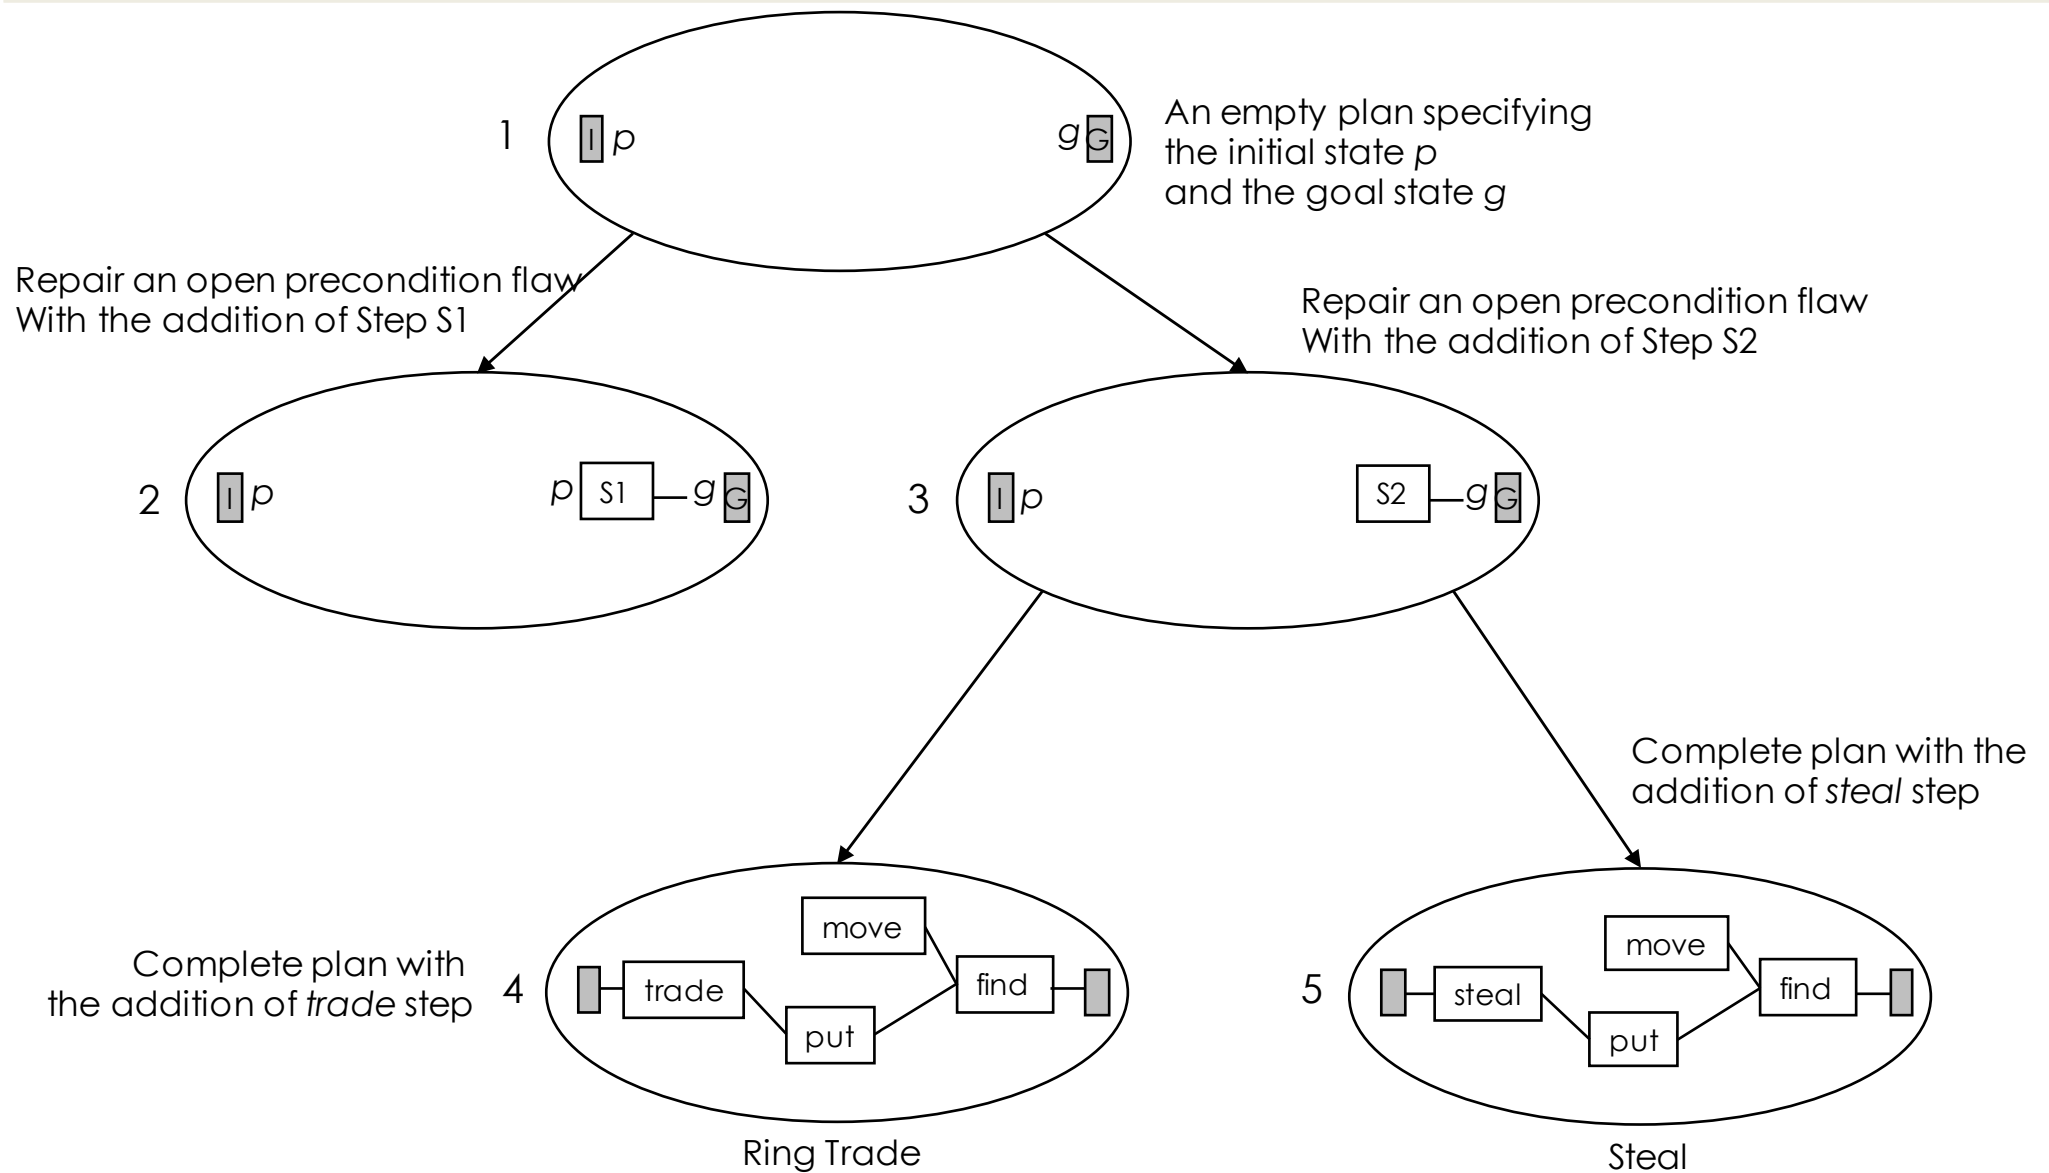 1
I p
g G
An empty plan specifying
the initial state p
and the goal state g
Repair an open precondition flaw
With the addition of Step S1
Repair an open precondition flaw
With the addition of Step S2
2
I p
p S1 g G
3
I p
S2 g G
Complete plan with the
addition of steal step
Complete plan with
the addition of trade step
4
move
trade
find
put
Ring Trade
5
move
steal
find
put
Steal